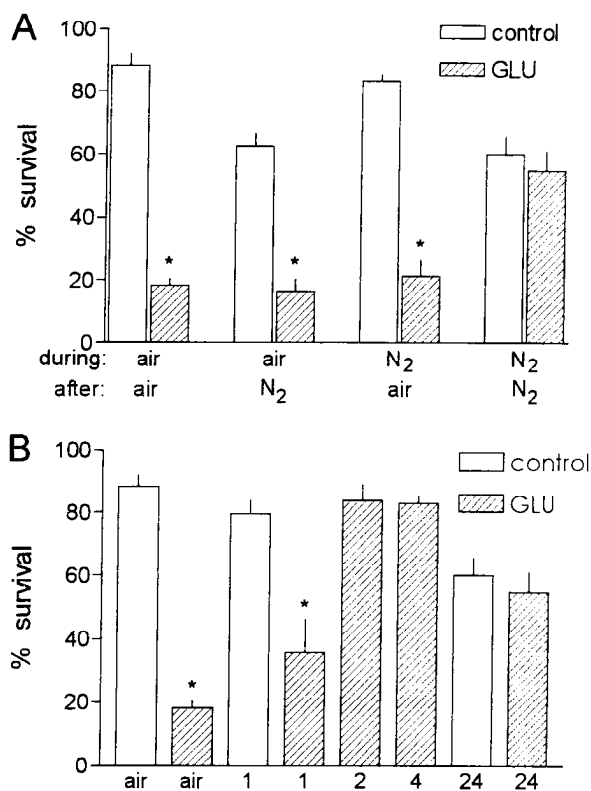 A
100
80
60
40
20
0
% survival
control
GLU
* * *
during: air air N2 N2
after: air N2 air N2
B
100
80
60
40
20
0
% survival
control
GLU
* *
air air 1 1 2 4 24 24